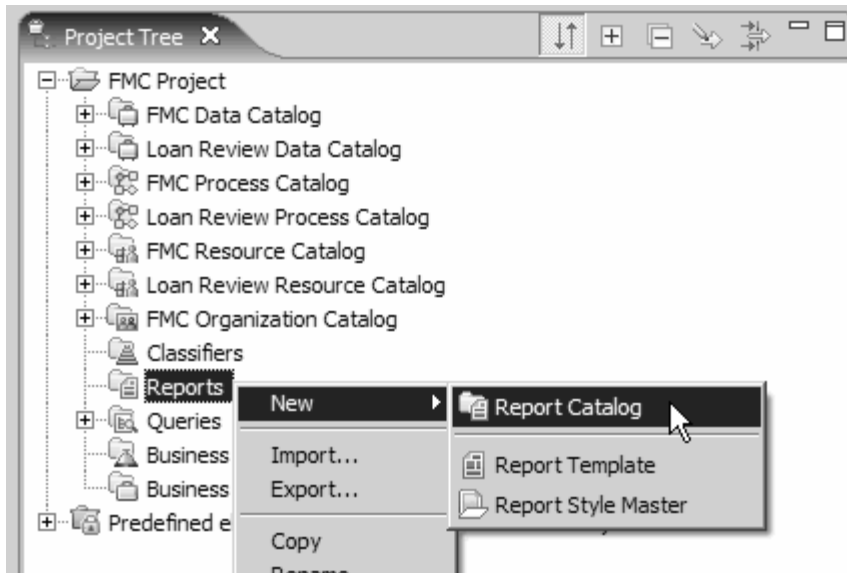 Project Tree
FMC Project
FMC Data Catalog
Loan Review Data Catalog
FMC Process Catalog
Loan Review Process Catalog
FMC Resource Catalog
Loan Review Resource Catalog
FMC Organization Catalog
Classifiers
Reports
New
Report Catalog
Queries
Business
Import...
Report Template
Business
Export...
Report Style Master
Predefined e
Copy